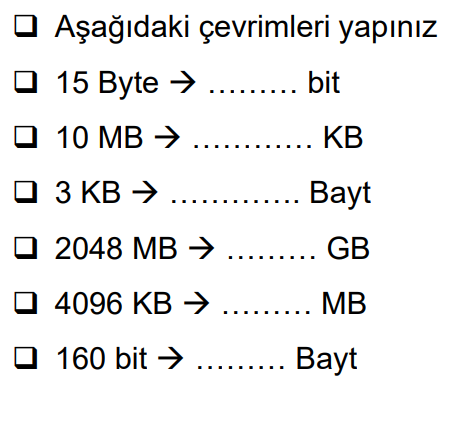 ❑ Aşağıdaki çevrimleri yapınız
❑ 15 Byte → ……… bit
❑ 10 MB → ………… KB
❑ 3 KB → …………. Bayt
❑ 2048 MB → ……… GB
❑ 4096 KB → ……… MB
❑ 160 bit → ……… Bayt